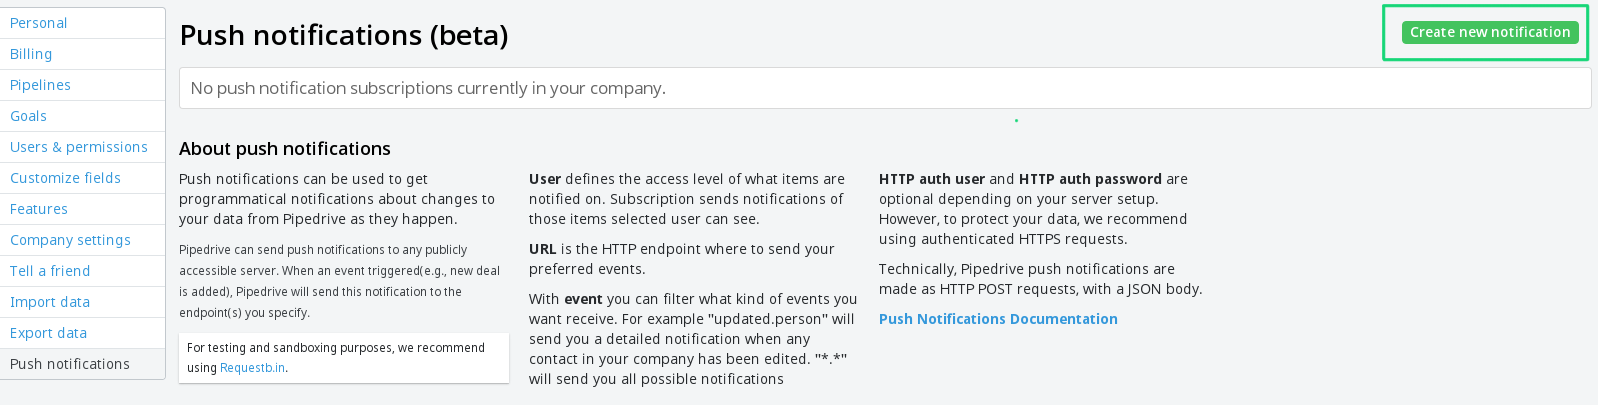 Personal
Billing
Pipelines
Goals
Users & permissions
Customize fields
Features
Company settings
Tell a friend
Import data
Export data
Push notifications
Push notifications (beta)
Create new notification
No push notification subscriptions currently in your company.
About push notifications
Push notifications can be used to get
programmatical notifications about changes to
your data from Pipedrive as they happen.
Pipedrive can send push notifications to any publicly
accessible server. When an event triggered(e.g., new deal
is added), Pipedrive will send this notification to the
endpoint(s) you specify.
For testing and sandboxing purposes, we recommend
using Requestb.in.
User defines the access level of what items are
notified on. Subscription sends notifications of
those items selected user can see.
URL is the HTTP endpoint where to send your
preferred events.
With event you can filter what kind of events you
want receive. For example "updated.person" will
send you a detailed notification when any
contact in your company has been edited. "*.*"
will send you all possible notifications
HTTP auth user and HTTP auth password are
optional depending on your server setup.
However, to protect your data, we recommend
using authenticated HTTPS requests.
Technically, Pipedrive push notifications are
made as HTTP POST requests, with a JSON body.
Push Notifications Documentation